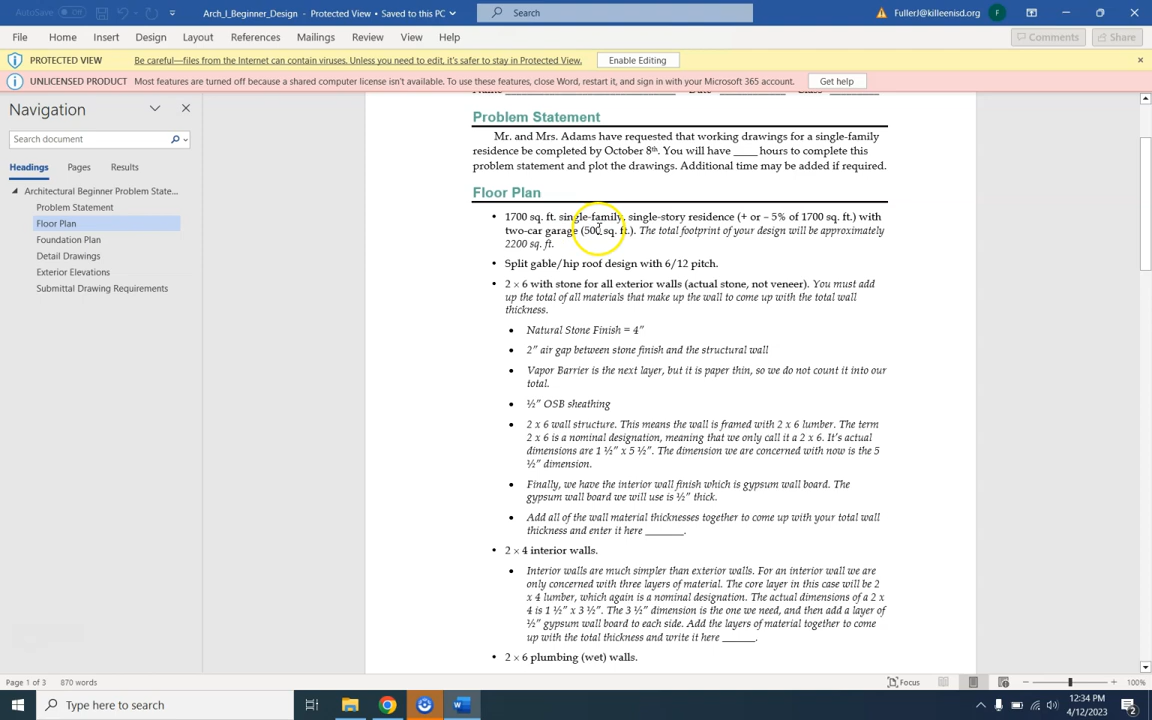 AutoSave Off Arch_I_Beginner_Design - Protected View • Saved to this PC Search FullerJ@killeenisd.org F
File Home Insert Design Layout References Mailings Review View Help Comments Share
PROTECTED VIEW Be careful—files from the Internet can contain viruses. Unless you need to edit, it's safer to stay in Protected View. Enable Editing
UNLICENSED PRODUCT Most features are turned off because a shared computer license isn't available. To use these features, close Word, restart it, and sign in with your Microsoft 365 account. Get help
Navigation
Search document
Headings Pages Results
Architectural Beginner Problem State...
Problem Statement
Floor Plan
Foundation Plan
Detail Drawings
Exterior Elevations
Submittal Drawing Requirements
Problem Statement
Mr. and Mrs. Adams have requested that working drawings for a single-family
residence be completed by October 8th. You will have ____ hours to complete this
problem statement and plot the drawings. Additional time may be added if required.
Floor Plan
• 1700 sq. ft. single-family, single-story residence (+ or – 5% of 1700 sq. ft.) with
two-car garage (500 sq. ft.). The total footprint of your design will be approximately
2200 sq. ft.
• Split gable/hip roof design with 6/12 pitch.
• 2 × 6 with stone for all exterior walls (actual stone, not veneer). You must add
up the total of all materials that make up the wall to come up with the total wall
thickness.
• Natural Stone Finish = 4"
• 2" air gap between stone finish and the structural wall
• Vapor Barrier is the next layer, but it is paper thin, so we do not count it into our
total.
• ½" OSB sheathing
• 2 x 6 wall structure. This means the wall is framed with 2 x 6 lumber. The term
2 x 6 is a nominal designation, meaning that we only call it a 2 x 6. It's actual
dimensions are 1 ½" x 5 ½". The dimension we are concerned with now is the 5
½" dimension.
• Finally, we have the interior wall finish which is gypsum wall board. The
gypsum wall board we will use is ½" thick.
• Add all of the wall material thicknesses together to come up with your total wall
thickness and enter it here _______.
• 2 × 4 interior walls.
• Interior walls are much simpler than exterior walls. For an interior wall we are
only concerned with three layers of material. The core layer in this case will be 2
x 4 lumber, which again is a nominal designation. The actual dimensions of a 2 x
4 is 1 ½" x 3 ½". The 3 ½" dimension is the one we need, and then add a layer of
½" gypsum wall board to each side. Add the layers of material together to come
up with the total thickness and write it here ______.
• 2 × 6 plumbing (wet) walls.
Page 1 of 3 870 words Focus 100%
Type here to search 12:34 PM
4/12/2023 2